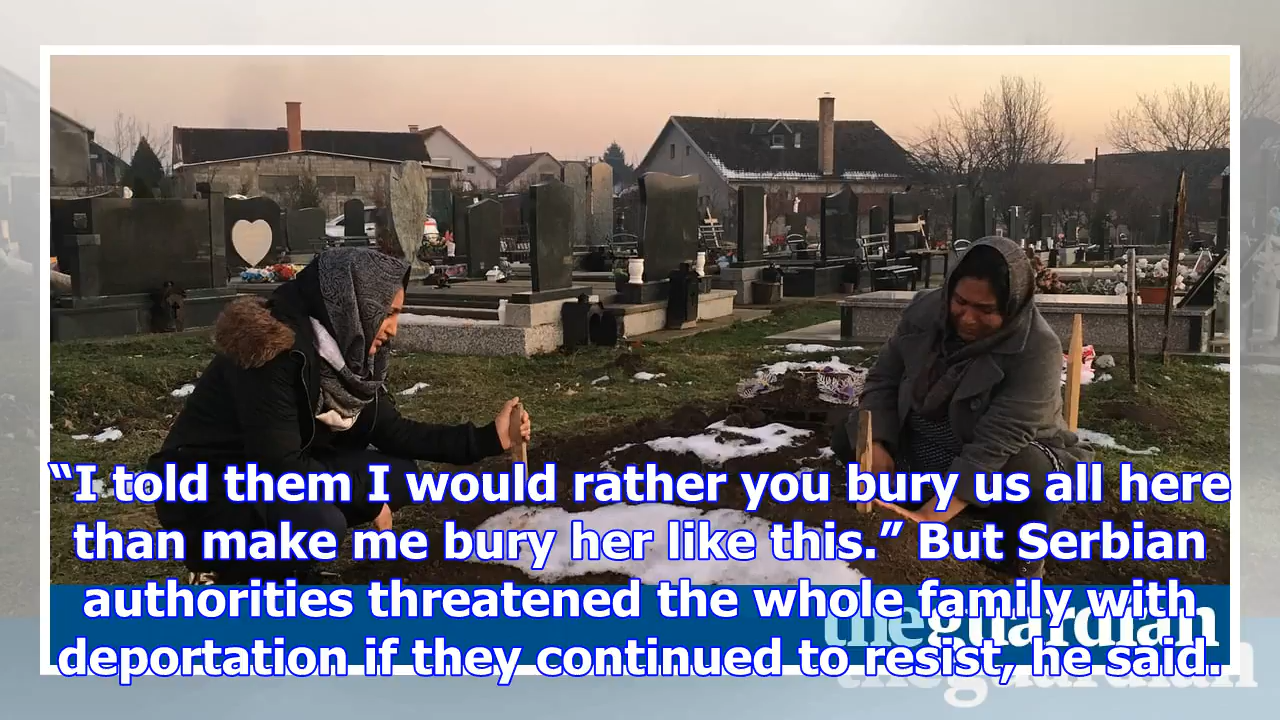 “I told them I would rather you bury us all here
than make me bury her like this.” But Serbian
authorities threatened the whole family with
deportation if they continued to resist, he said.
theguardian
theguardian